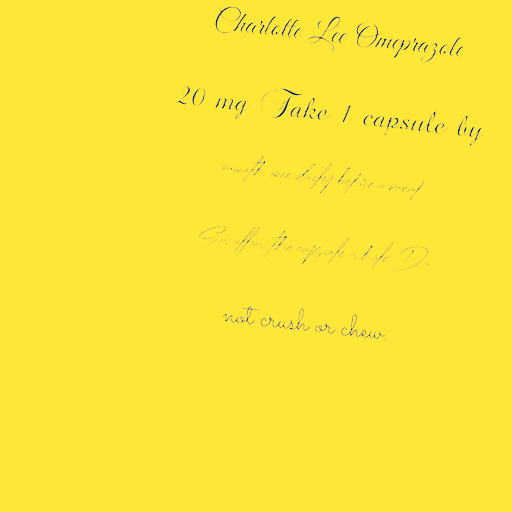 Charlotte Lee Omeprazole
20 mg Take 1 capsule by
mouth once daily before a meal
Swallow the capsule whole Do
not crush or chew.